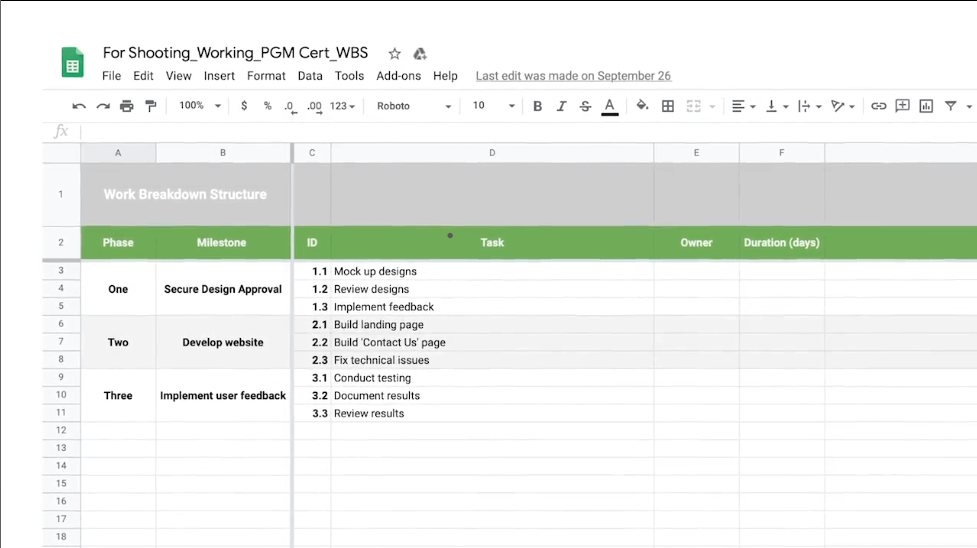 For Shooting_Working_PGM Cert_WBS
File Edit View Insert Format Data Tools Add-ons Help Last edit was made on September 26
100% $ % .0 .00 123 Roboto 10 B I S A
fx
A B C D E F
1 Work Breakdown Structure
2 Phase Milestone ID Task Owner Duration (days)
3 1.1 Mock up designs
4 One Secure Design Approval 1.2 Review designs
5 1.3 Implement feedback
6 2.1 Build landing page
7 Two Develop website 2.2 Build 'Contact Us' page
8 2.3 Fix technical issues
9 3.1 Conduct testing
10 Three Implement user feedback 3.2 Document results
11 3.3 Review results
12
13
14
15
16
17
18